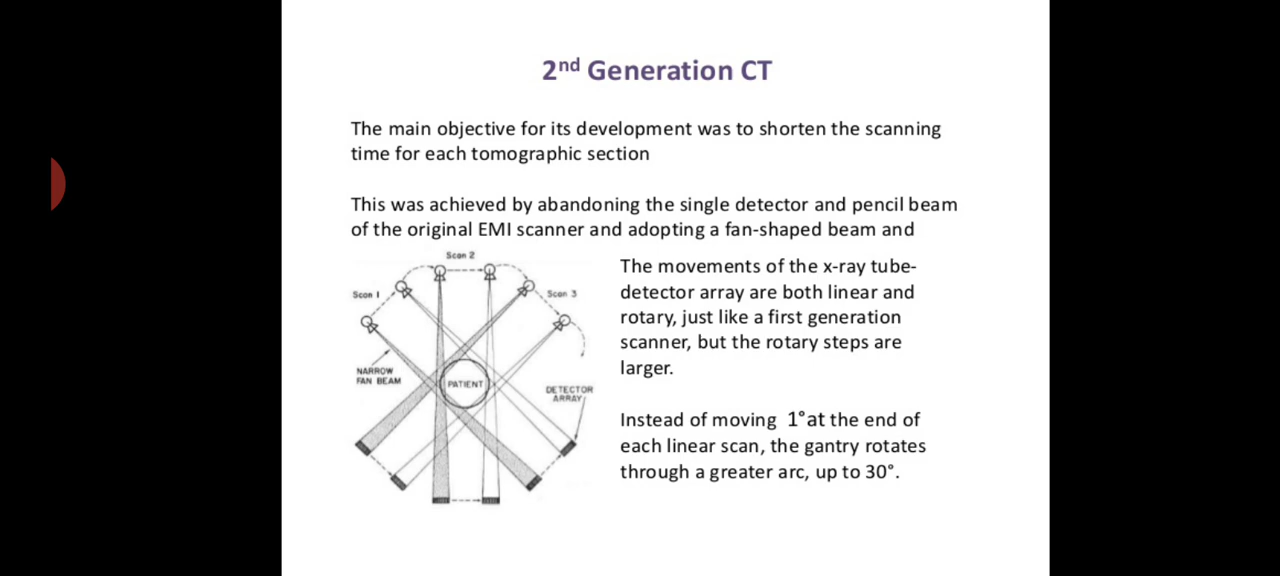 2nd Generation CT
The main objective for its development was to shorten the scanning
time for each tomographic section
This was achieved by abandoning the single detector and pencil beam
of the original EMI scanner and adopting a fan-shaped beam and
Scan 2
Scan 1
Scan 3
NARROW
FAN BEAM
PATIENT
DETECTOR
ARRAY
The movements of the x-ray tube-
detector array are both linear and
rotary, just like a first generation
scanner, but the rotary steps are
larger.
Instead of moving 1°at the end of
each linear scan, the gantry rotates
through a greater arc, up to 30°.